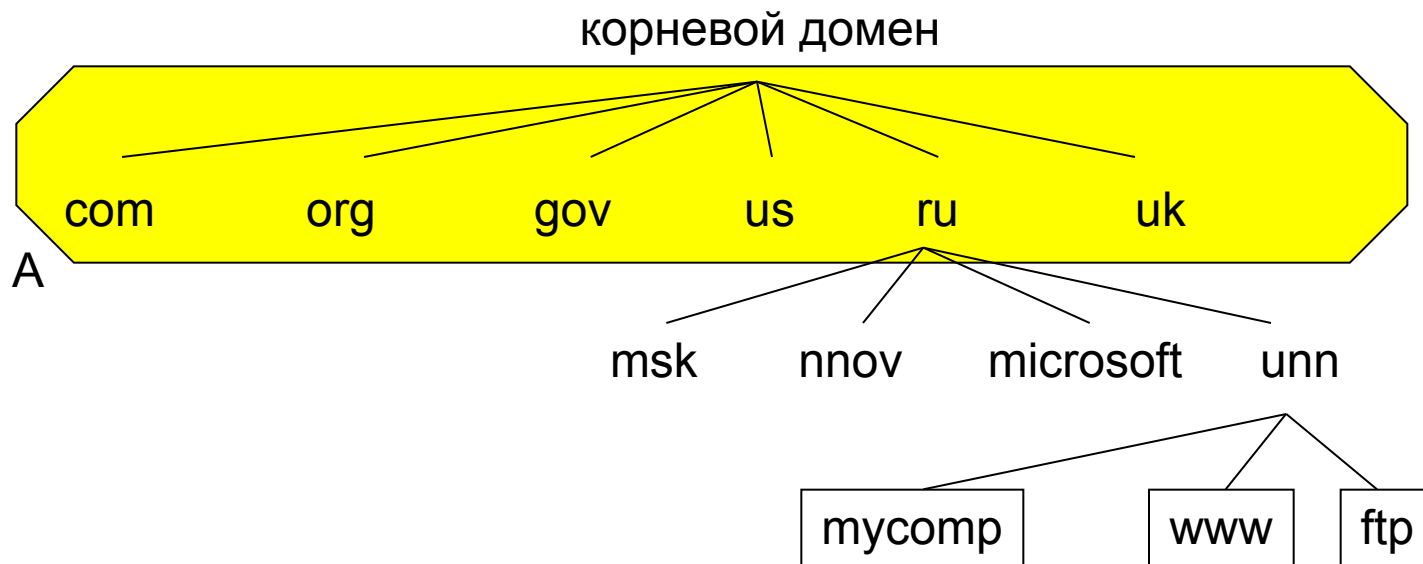 корневой домен
com org gov us ru uk
A
msk nnov microsoft unn
mycomp www ftp